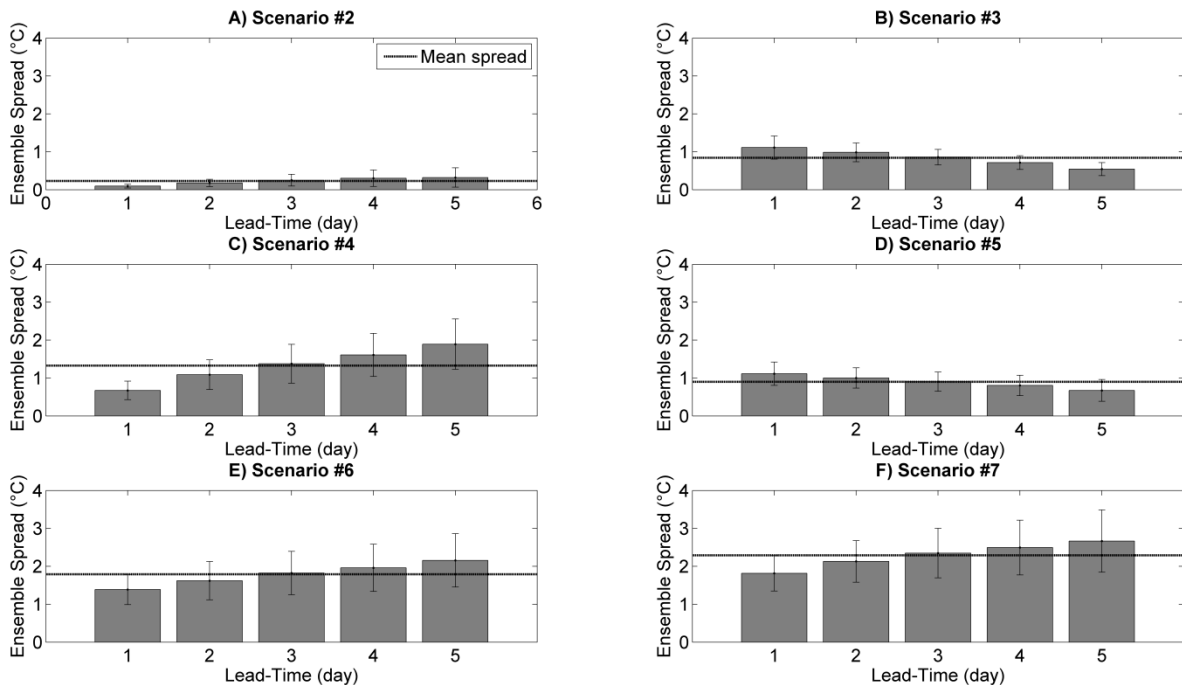 A) Scenario #2
Ensemble Spread (°C)
4
3
2
1
0
Mean spread
0 1 2 3 4 5 6
Lead-Time (day)
B) Scenario #3
Ensemble Spread (°C)
4
3
2
1
0
1 2 3 4 5
Lead-Time (day)
C) Scenario #4
Ensemble Spread (°C)
4
3
2
1
0
1 2 3 4 5
Lead-Time (day)
D) Scenario #5
Ensemble Spread (°C)
4
3
2
1
0
1 2 3 4 5
Lead-Time (day)
E) Scenario #6
Ensemble Spread (°C)
4
3
2
1
0
1 2 3 4 5
Lead-Time (day)
F) Scenario #7
Ensemble Spread (°C)
4
3
2
1
0
1 2 3 4 5
Lead-Time (day)